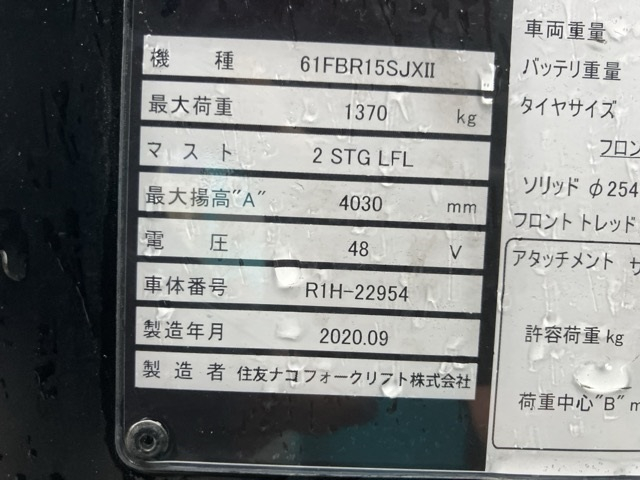 機 種 61FBR15SJXII
最大荷重 1370 kg
マスト 2 STG LFL
最大揚高"A" 4030 mm
電 圧 48 V
車体番号 R1H-22954
製造年月 2020.09
製造者 住友ナコフォークリフト株式会社
車両重量
バッテリ重量
タイヤサイズ
フロン
ソリッド φ254
フロント トレッド
アタッチメント サ
許容荷重 kg
荷重中心"B" m